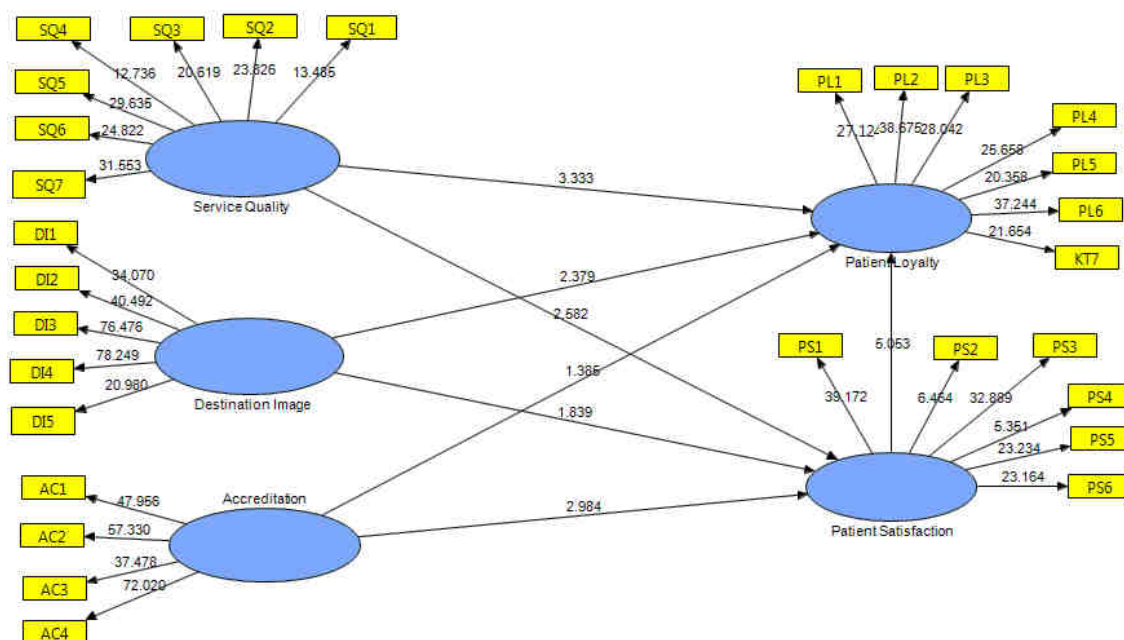 SQ4
SQ3
SQ2
SQ1
12.736
20.619
23.826
13.485
SQ5
29.635
SQ6
24.822
SQ7
31.553
Service Quality
PL1
PL2
PL3
PL4
27.12
38.675
28.042
25.658
PL5
20.358
PL6
37.244
KT7
21.654
Patient Loyalty
3.333
2.379
2.582
1.385
5.053
DI1
34.070
DI2
40.492
DI3
76.476
DI4
78.249
DI5
20.980
Destination Image
1.839
PS1
PS2
PS3
39.172
6.464
32.889
PS4
5.351
PS5
23.234
PS6
23.164
Patient Satisfaction
Accreditation
2.984
AC1
47.966
AC2
57.330
AC3
37.478
AC4
72.020